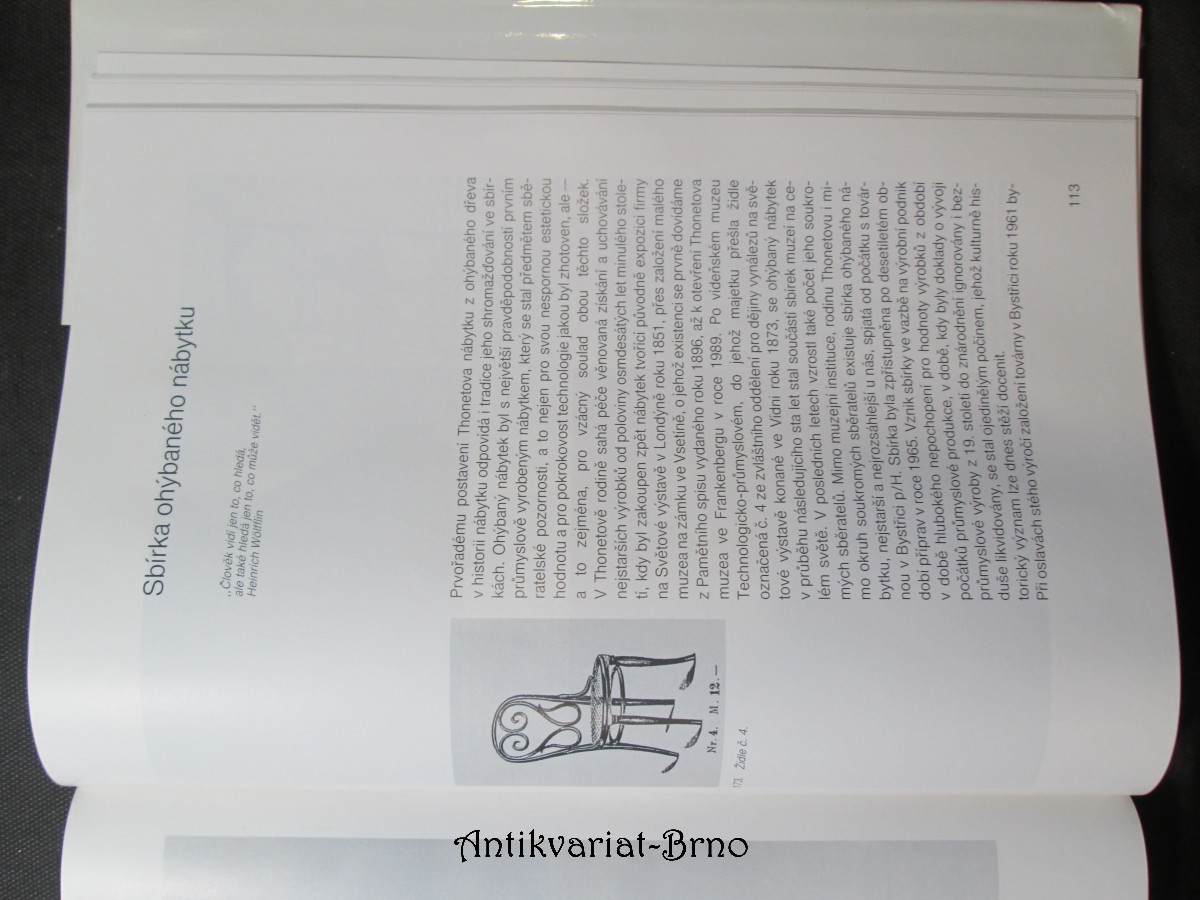 Sbírka ohýbaného nábytku
„Člověk vidí jen to, co hledá,
ale také hledá jen to, co může vidět."
Heinrich Wölfflin
Prvořadému postavení Thonetova nábytku z ohýbaného dřeva
v historii nábytku odpovídá i tradice jeho shromažďování ve sbír-
kách. Ohýbaný nábytek byl s největší pravděpodobností prvním
průmyslově vyrobeným nábytkem, který se stal předmětem sbě-
ratelské pozornosti, a to nejen pro svou nespornou estetickou
hodnotu a pro pokrokovost technologie jakou byl zhotoven, ale —
a to zejména, pro vzácný soulad obou těchto složek.
V Thonetově rodině sahá péče věnovaná získání a uchovávání
nejstarších výrobků od poloviny osmdesátých let minulého stole-
tí, kdy byl zakoupen zpět nábytek tvořící původně expozici firmy
na Světové výstavě v Londýně roku 1851, přes založení malého
muzea na zámku ve Vsetíně, o jehož existenci se prvně dovídáme
z Pamětního spisu vydaného roku 1896, až k otevření Thonetova
muzea ve Frankenbergu v roce 1989. Po vídeňském muzeu
Technologicko-průmyslovém, do jehož majetku přešla židle
označená č. 4 ze zvláštního oddělení pro dějiny vynálezů na svě-
tové výstavě konané ve Vídni roku 1873, se ohýbaný nábytek
v průběhu následujícího sta let stal součástí sbírek muzeí na ce-
lém světě. V posledních letech vzrostl také počet jeho soukro-
mých sběratelů. Mimo muzejní instituce, rodinu Thonetovu i mi-
mo okruh soukromých sběratelů existuje sbírka ohýbaného ná-
bytku, nejstarší a nejrozsáhlejší u nás, spjatá od počátku s továr-
nou v Bystřici p/H. Sbírka byla zpřístupněna po desetiletém ob-
dobí příprav v roce 1965. Vznik sbírky ve vazbě na výrobní podnik
v době hlubokého nepochopení pro hodnoty výrobků z období
počátků průmyslové produkce, v době, kdy byly doklady o vývoji
průmyslové výroby z 19. století do znárodnění ignorovány i bez-
duše likvidovány, se stal ojedinělým počinem, jehož kulturně his-
torický význam lze dnes stěží docenit.
Při oslavách stého výročí založení továrny v Bystřici roku 1961 by-
Nr. 4. M. 12.—
173. Židle č. 4.
113
Antikvariat-Brno